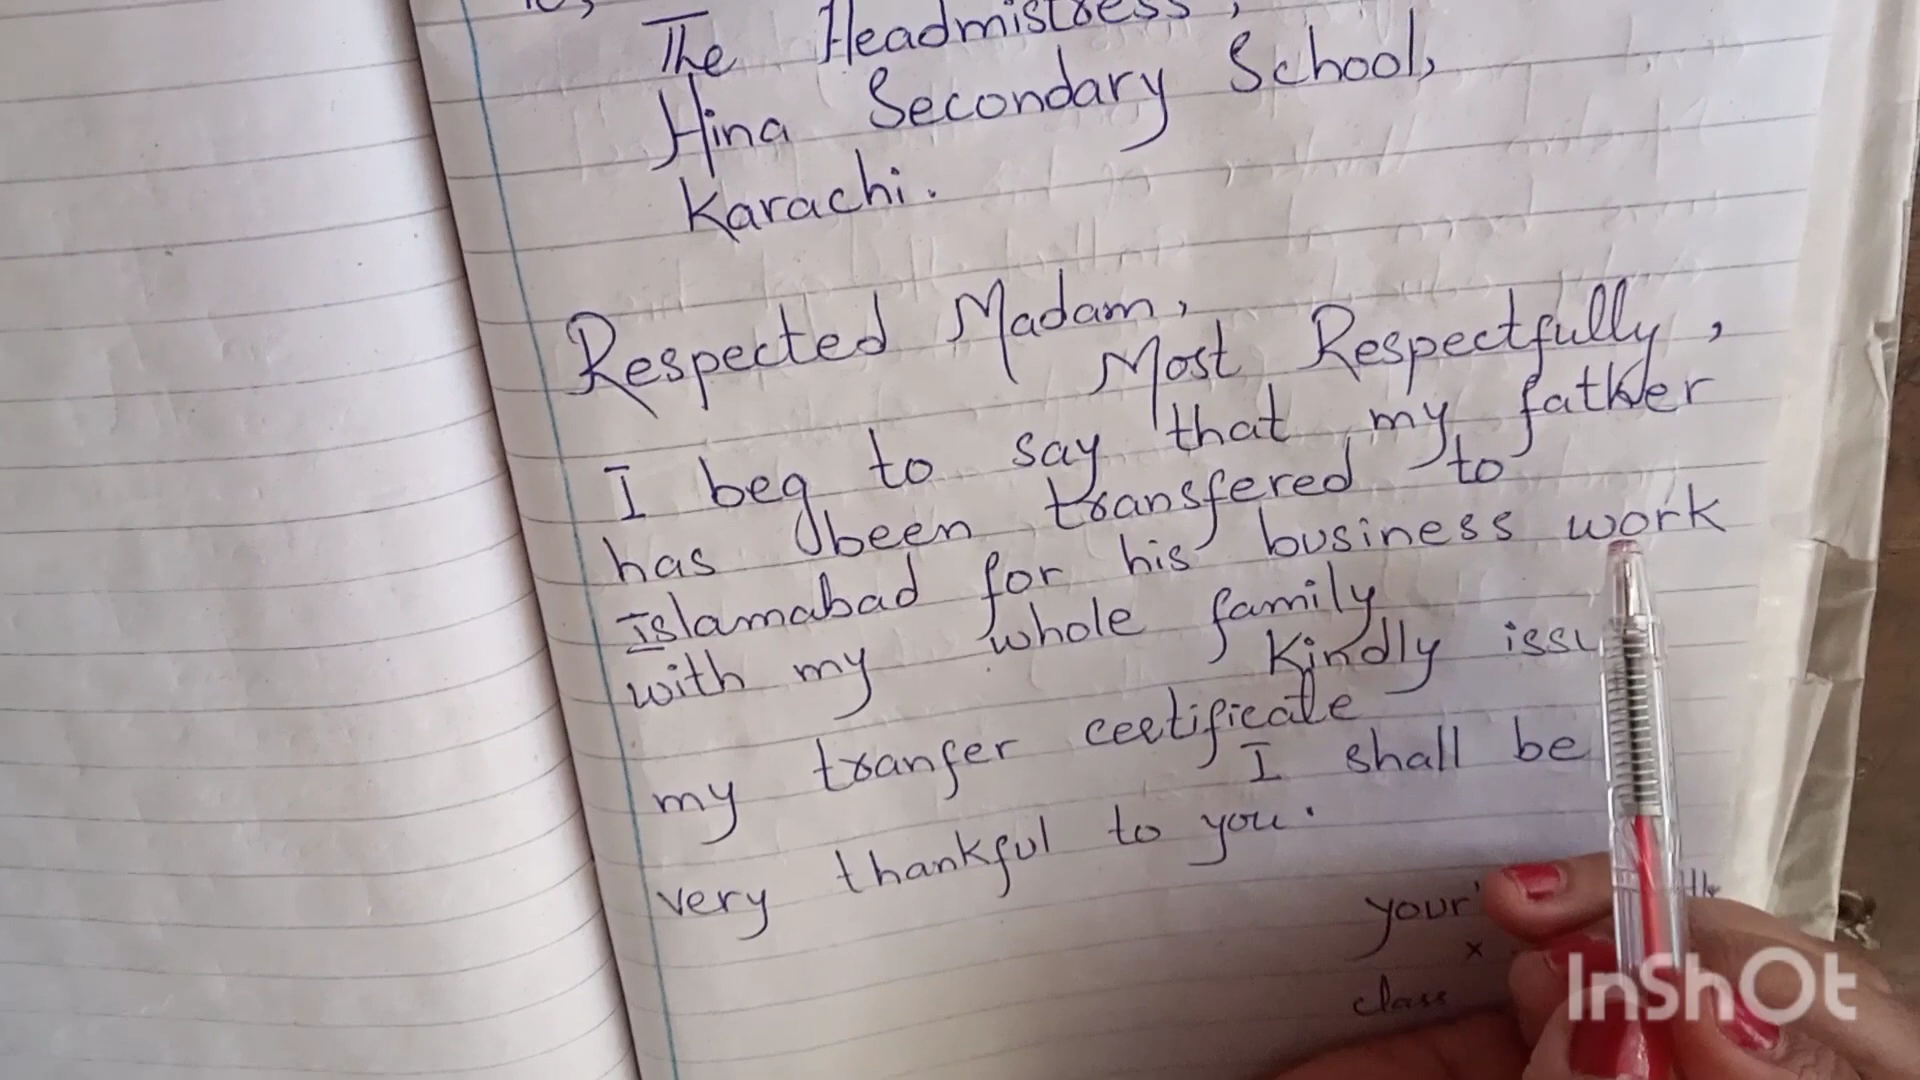 To,
The Headmistress,
Hina Secondary School,
Karachi.
Respected Madam,
Most Respectfully,
I beg to say that my father
has been transfered to
islamabad for his business work
with my whole family
Kindly
my tranfer certificate
I shall be
very thankful to you.
x
class
InShOt